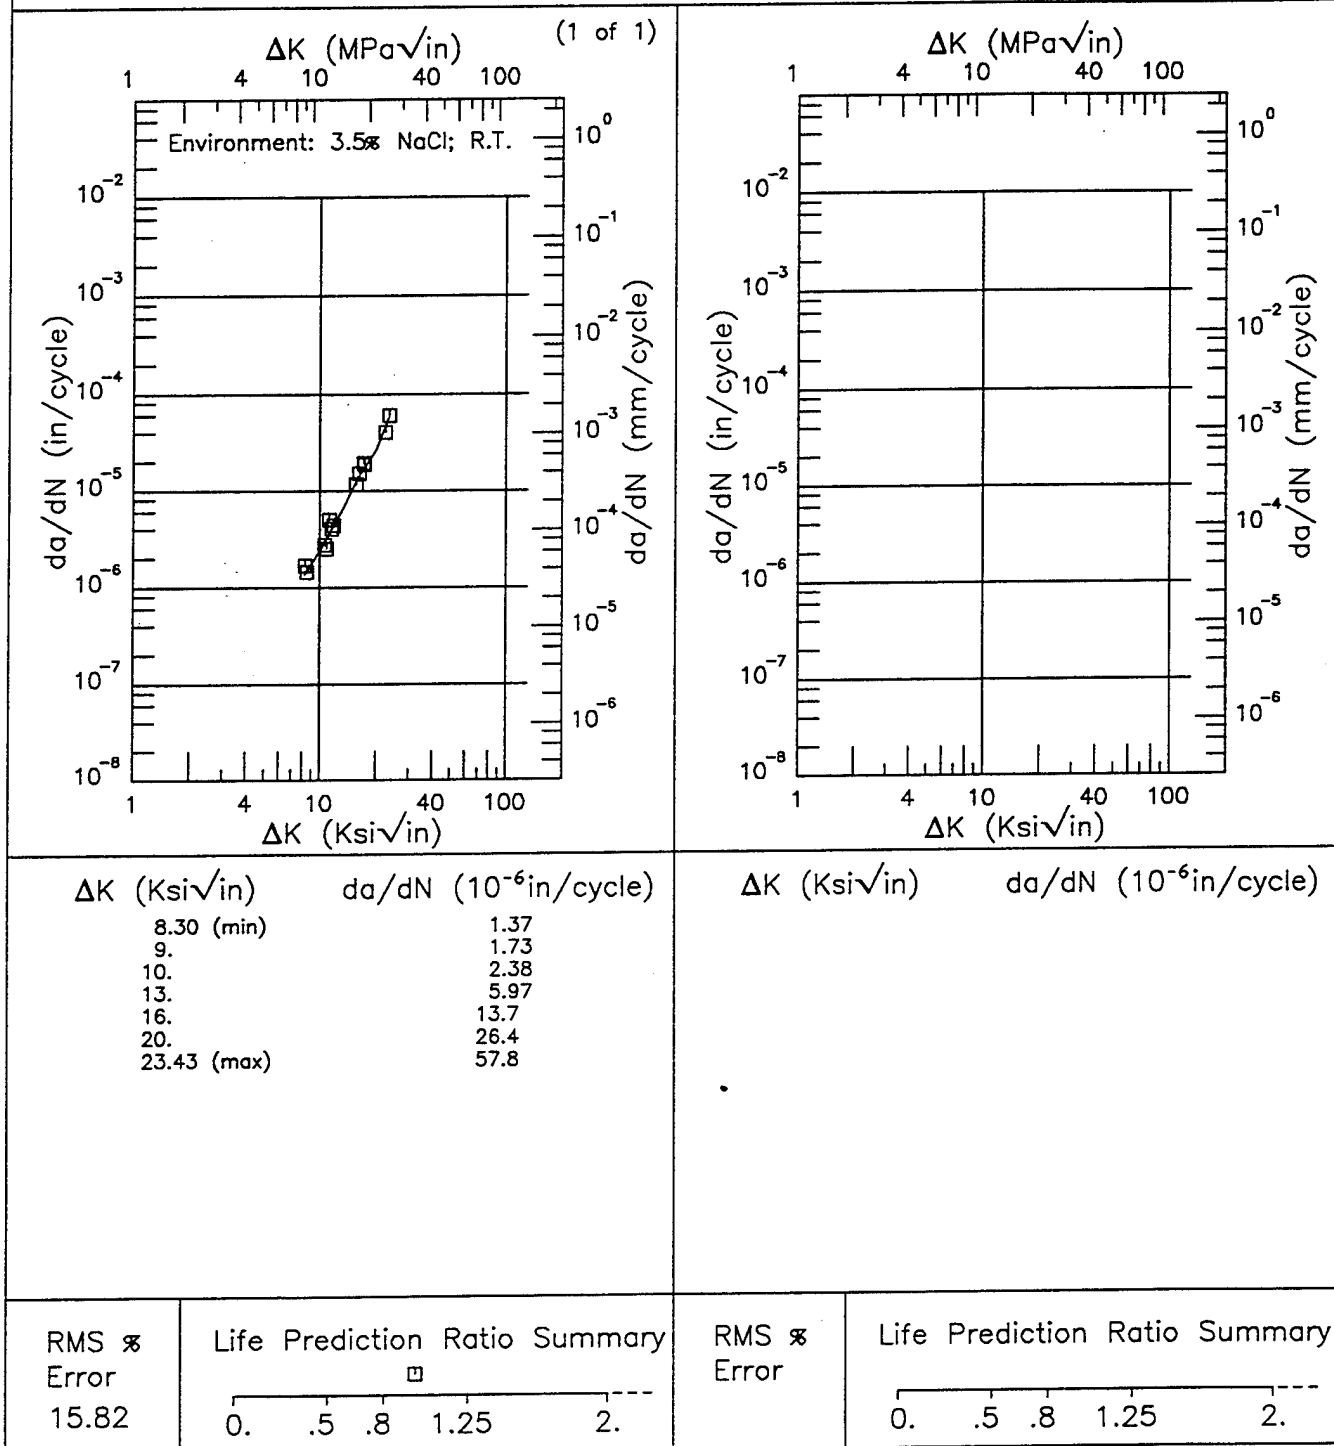 (1 of 1)
ΔK (MPa√in)
1 4 10 40 100
Environment: 3.5% NaCl; R.T.
da/dN (in/cycle)
10⁻²
10⁻³
10⁻⁴
10⁻⁵
10⁻⁶
10⁻⁷
10⁻⁸
10⁰
10⁻¹
10⁻²
10⁻³
10⁻⁴
10⁻⁵
10⁻⁶
da/dN (mm/cycle)
1 4 10 40 100
ΔK (Ksi√in)
ΔK (Ksi√in) da/dN (10⁻⁶in/cycle)
8.30 (min) 1.37
9. 1.73
10. 2.38
13. 5.97
16. 13.7
20. 26.4
23.43 (max) 57.8
RMS %
Error
15.82
Life Prediction Ratio Summary
0. .5 .8 1.25 2.
ΔK (MPa√in)
1 4 10 40 100
da/dN (in/cycle)
10⁻²
10⁻³
10⁻⁴
10⁻⁵
10⁻⁶
10⁻⁷
10⁻⁸
10⁰
10⁻¹
10⁻²
10⁻³
10⁻⁴
10⁻⁵
10⁻⁶
da/dN (mm/cycle)
1 4 10 40 100
ΔK (Ksi√in)
ΔK (Ksi√in) da/dN (10⁻⁶in/cycle)
RMS %
Error
Life Prediction Ratio Summary
0. .5 .8 1.25 2.